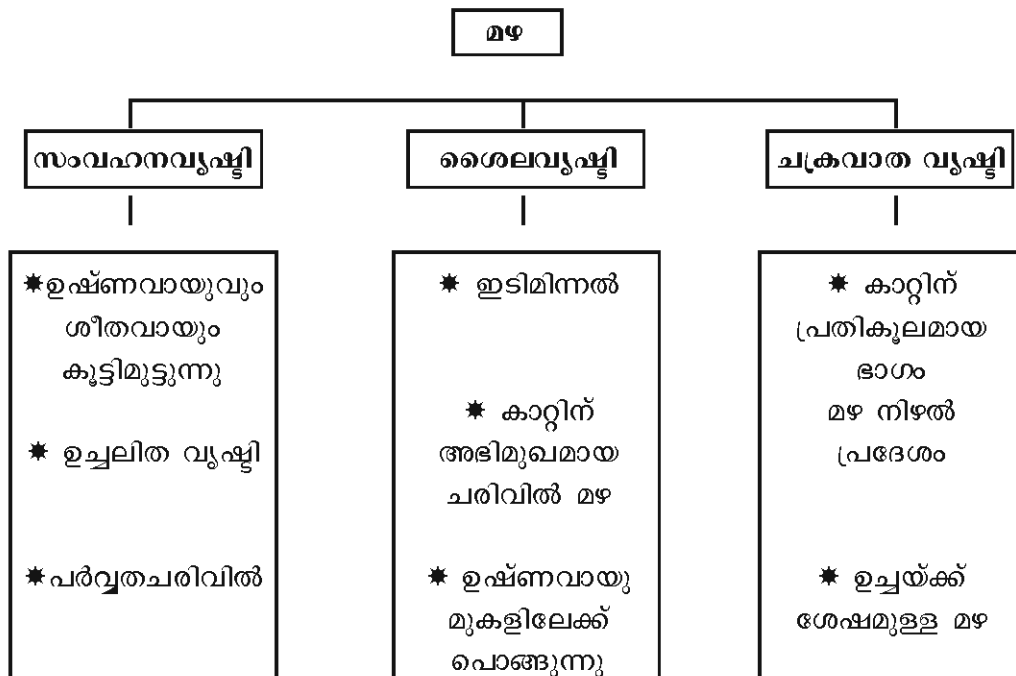 മഴ
സംവഹനവൃഷ്ടി
ശൈലവൃഷ്ടി
ചക്രവാത വൃഷ്ടി
✷ഉഷ്ണവായുവും
ശീതവായും
കൂട്ടിമുട്ടുന്നു
✷ ഉച്ചലിത വൃഷ്ടി
✷പർവ്വതചരിവിൽ
✷ ഇടിമിന്നൽ
✷ കാറ്റിന്
അഭിമുഖമായ
ചരിവിൽ മഴ
✷ ഉഷ്ണവായു
മുകളിലേക്ക്
പൊങ്ങുന്നു
✷ കാറ്റിന്
പ്രതികൂലമായ
ഭാഗം
മഴ നിഴൽ
പ്രദേശം
✷ ഉച്ചയ്ക്ക്
ശേഷമുള്ള മഴ